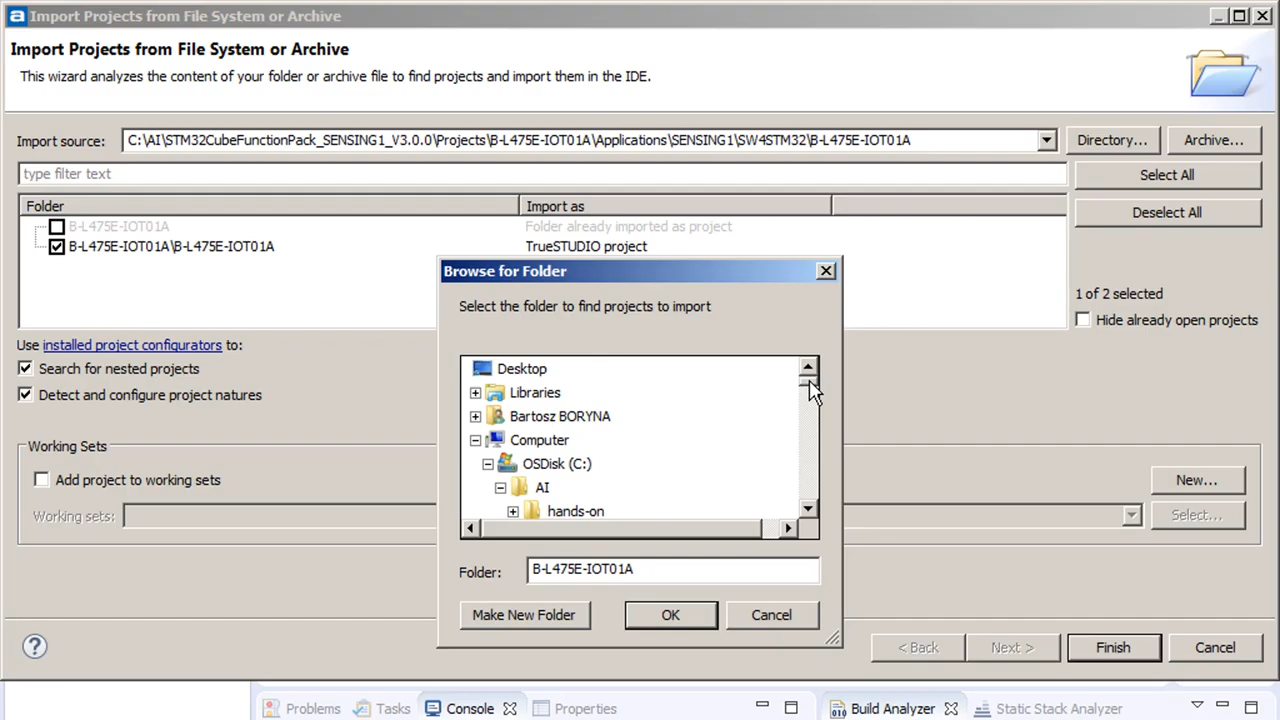 Import Projects from File System or Archive
Import Projects from File System or Archive
This wizard analyzes the content of your folder or archive file to find projects and import them in the IDE.
Import source: C:\AI\STM32CubeFunctionPack_SENSING1_V3.0.0\Projects\B-L475E-IOT01A\Applications\SENSING1\SW4STM32\B-L475E-IOT01A Directory... Archive...
type filter text Select All
Folder Import as Deselect All
B-L475E-IOT01A Folder already imported as project
B-L475E-IOT01A\B-L475E-IOT01A TrueSTUDIO project
1 of 2 selected
Hide already open projects
Use installed project configurators to:
Search for nested projects
Detect and configure project natures
Working Sets
Add project to working sets New...
Working sets: Select...
Browse for Folder
Select the folder to find projects to import
Desktop
Libraries
Bartosz BORYNA
Computer
OSDisk (C:)
AI
hands-on
Folder: B-L475E-IOT01A
Make New Folder OK Cancel
< Back Next > Finish Cancel
Problems Tasks Console Properties Build Analyzer Static Stack Analyzer